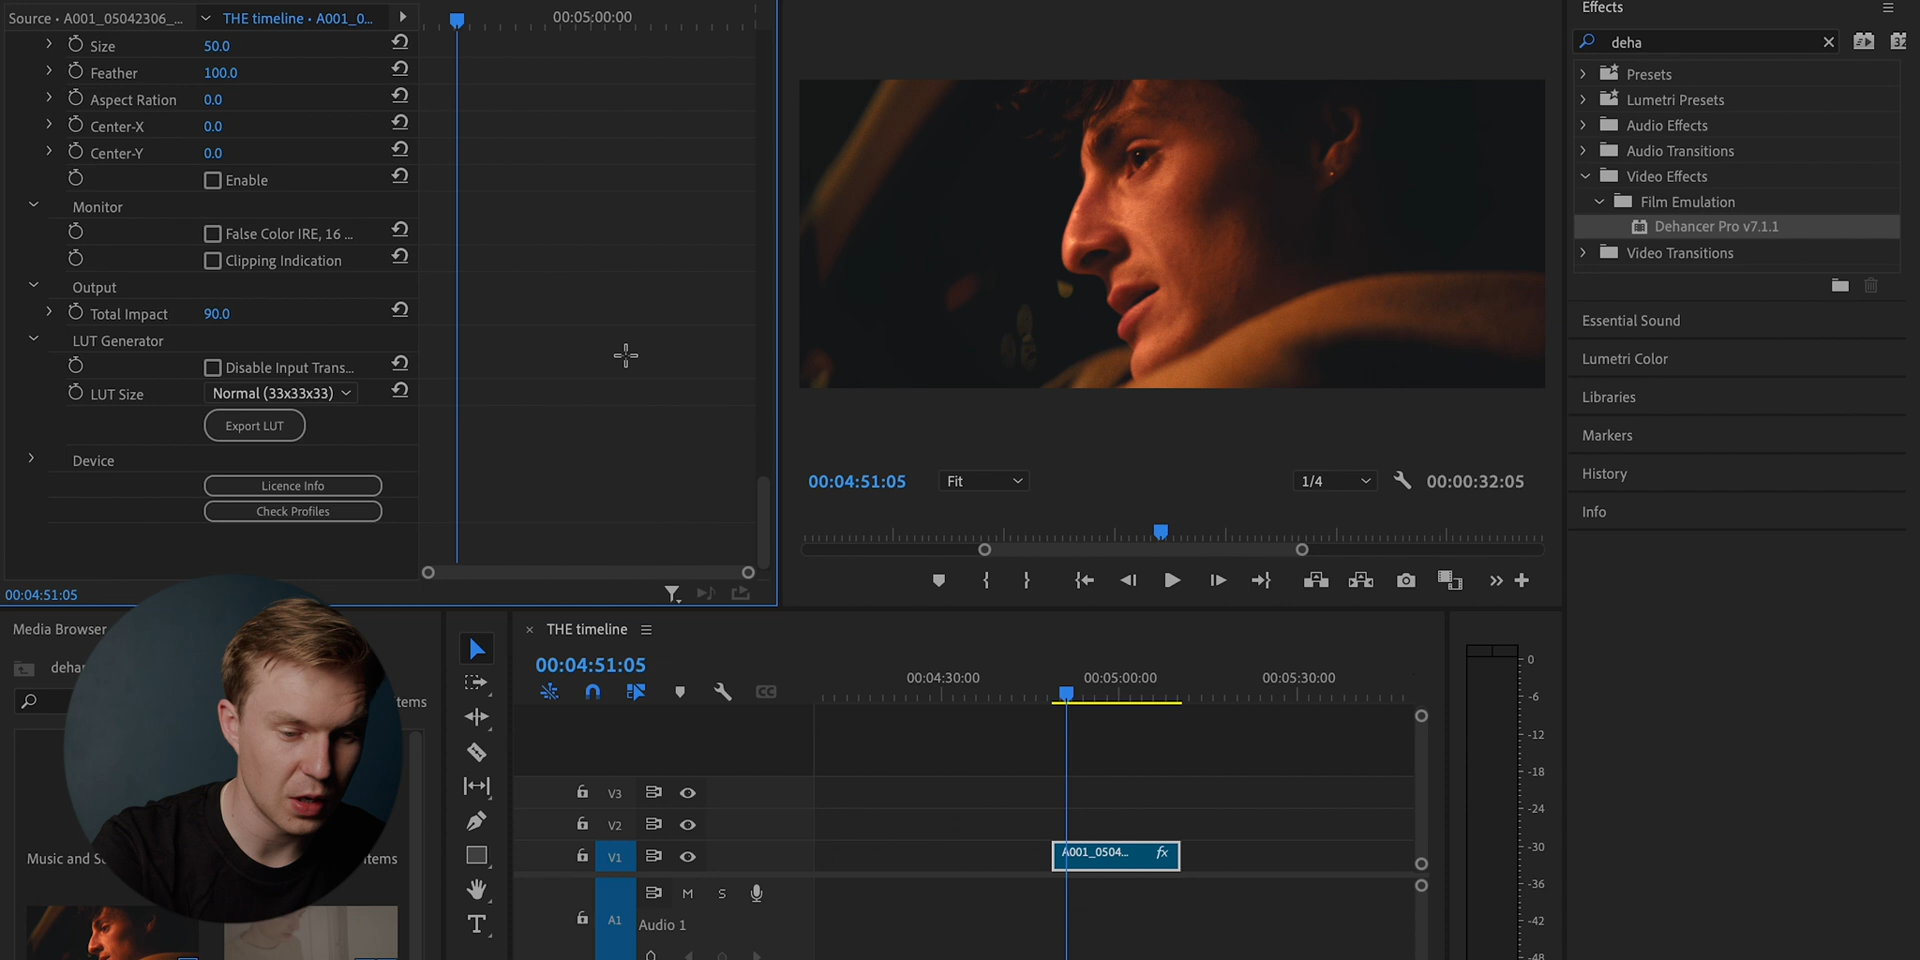 Source • A001_05042306_...
THE timeline • A001_0...
00:05:00:00
Size 50.0
Feather 100.0
Aspect Ration 0.0
Center-X 0.0
Center-Y 0.0
Enable
Monitor
False Color IRE, 16 ...
Clipping Indication
Output
Total Impact 90.0
LUT Generator
Disable Input Trans...
LUT Size Normal (33x33x33)
Export LUT
Device
Licence Info
Check Profiles
00:04:51:05
00:04:51:05 Fit 1/4 00:00:32:05
Effects
deha
32
Presets
Lumetri Presets
Audio Effects
Audio Transitions
Video Effects
Film Emulation
Dehancer Pro v7.1.1
Video Transitions
Essential Sound
Lumetri Color
Libraries
Markers
History
Info
Media Browser
deha
tems
Music and S
tems
THE timeline
00:04:51:05
CC
00:04:30:00 00:05:00:00 00:05:30:00
V3
V2
V1
A001_0504... fx
M S
A1
Audio 1
T
0
-6
-12
-18
-24
-30
-36
-42
-48